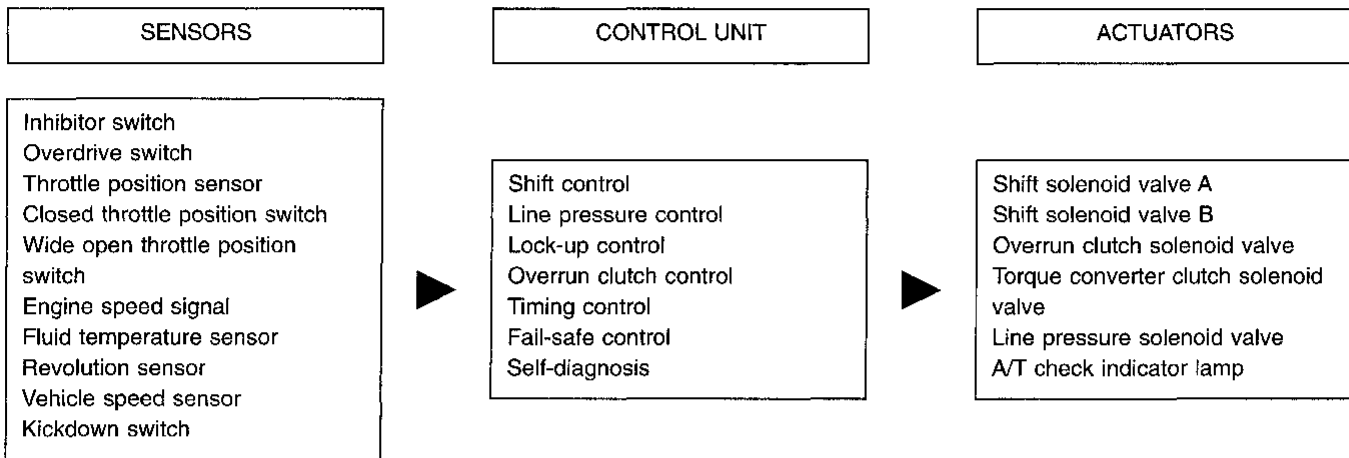 SENSORS
CONTROL UNIT
ACTUATORS
Inhibitor switch
Overdrive switch
Throttle position sensor
Closed throttle position switch
Wide open throttle position
switch
Engine speed signal
Fluid temperature sensor
Revolution sensor
Vehicle speed sensor
Kickdown switch
Shift control
Line pressure control
Lock-up control
Overrun clutch control
Timing control
Fail-safe control
Self-diagnosis
Shift solenoid valve A
Shift solenoid valve B
Overrun clutch solenoid valve
Torque converter clutch solenoid
valve
Line pressure solenoid valve
A/T check indicator lamp